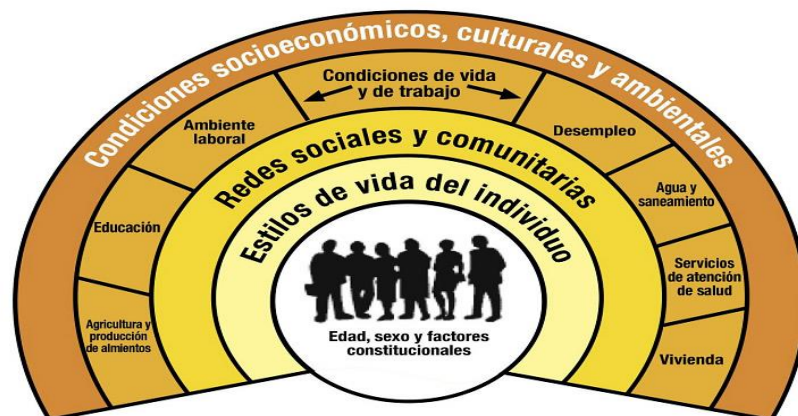 Condiciones socioeconómicos, culturales y ambientales
Condiciones de vida
y de trabajo
Ambiente
laboral
Desempleo
Educación
Agua y
saneamiento
Agricultura y
producción
de almientos
Servicios
de atención
de salud
Vivienda
Redes sociales y comunitarias
Estilos de vida del individuo
Edad, sexo y factores
constitucionales